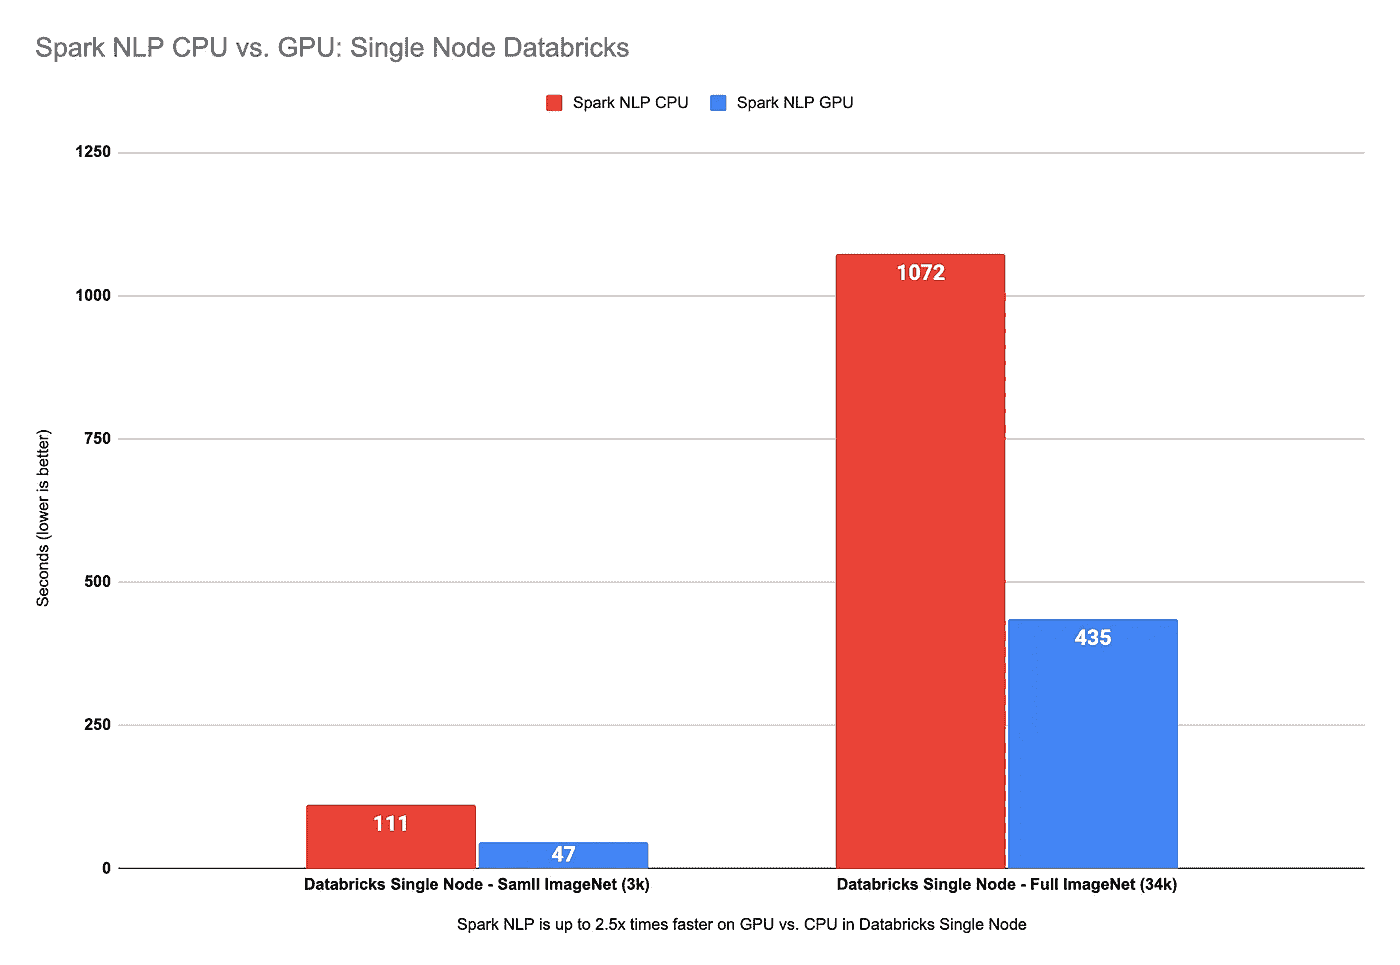 Spark NLP CPU vs. GPU: Single Node Databricks
Spark NLP CPU Spark NLP GPU
1250
1000
750
500
250
0
Seconds (lower is better)
111
47
1072
435
Databricks Single Node - Samll ImageNet (3k)
Databricks Single Node - Full ImageNet (34k)
Spark NLP is up to 2.5x times faster on GPU vs. CPU in Databricks Single Node